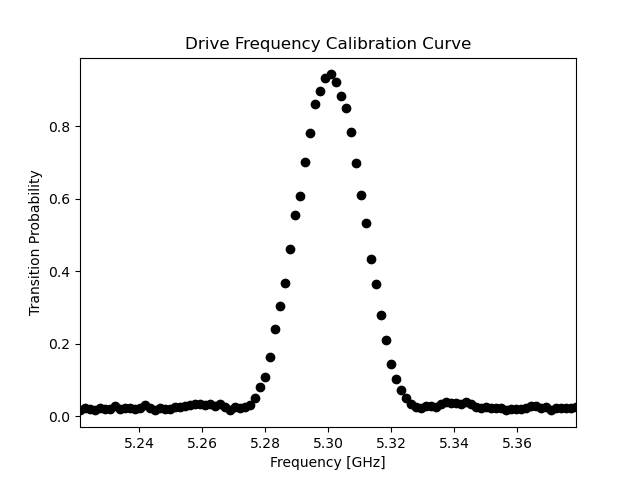 Drive Frequency Calibration Curve
Transition Probability
0.8
0.6
0.4
0.2
0.0
5.24 5.26 5.28 5.30 5.32 5.34 5.36
Frequency [GHz]